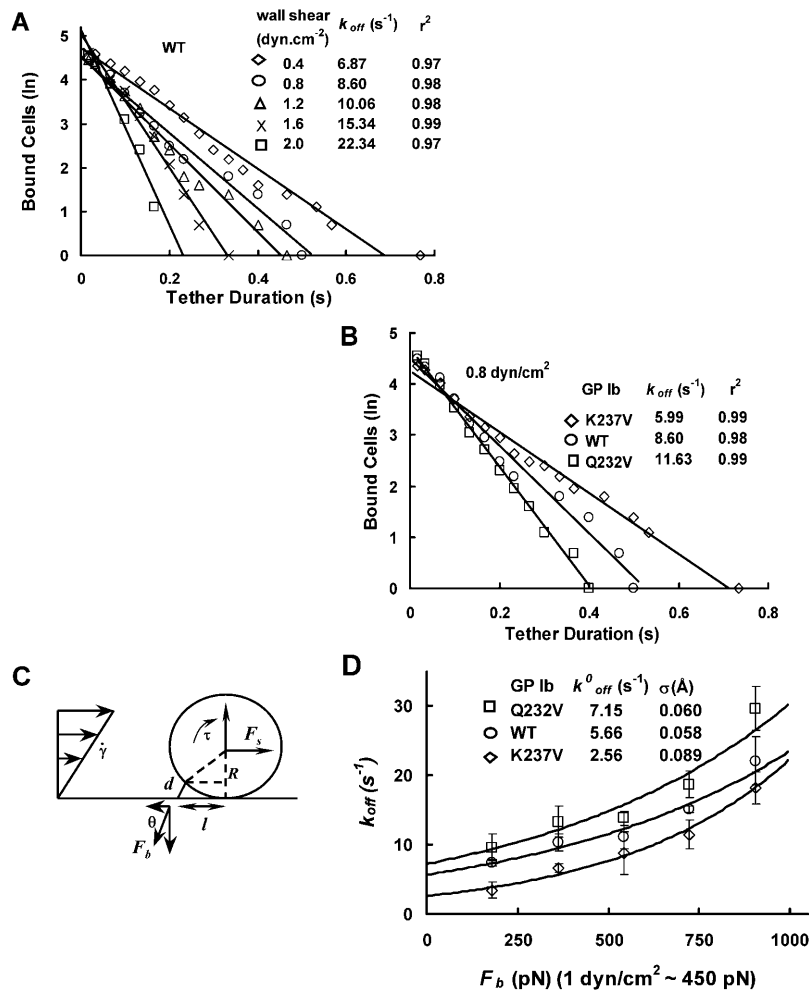 A
WT
wall shear (dyn.cm-2) koff (s-1) r2
0.4 6.87 0.97
0.8 8.60 0.98
1.2 10.06 0.98
1.6 15.34 0.99
2.0 22.34 0.97
Bound Cells (ln)
5
4
3
2
1
0
0 0.2 0.4 0.6 0.8
Tether Duration (s)
B
0.8 dyn/cm2
GP Ib koff (s-1) r2
K237V 5.99 0.99
WT 8.60 0.98
Q232V 11.63 0.99
Bound Cells (ln)
5
4
3
2
1
0
0 0.2 0.4 0.6 0.8
Tether Duration (s)
C
γ̇
τ
Fs
d
R
θ
l
Fb
D
GP Ib k0off (s-1) σ(Å)
Q232V 7.15 0.060
WT 5.66 0.058
K237V 2.56 0.089
koff (s-1)
30
20
10
0
0 250 500 750 1000
Fb (pN) (1 dyn/cm2 ~ 450 pN)